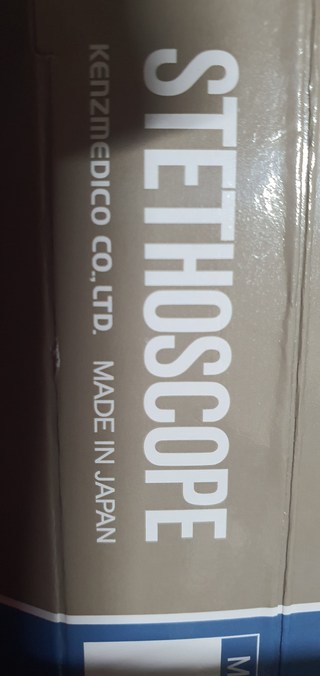 STETHOSCOPE
KENZMEDICO CO., LTD. MADE IN JAPAN
M